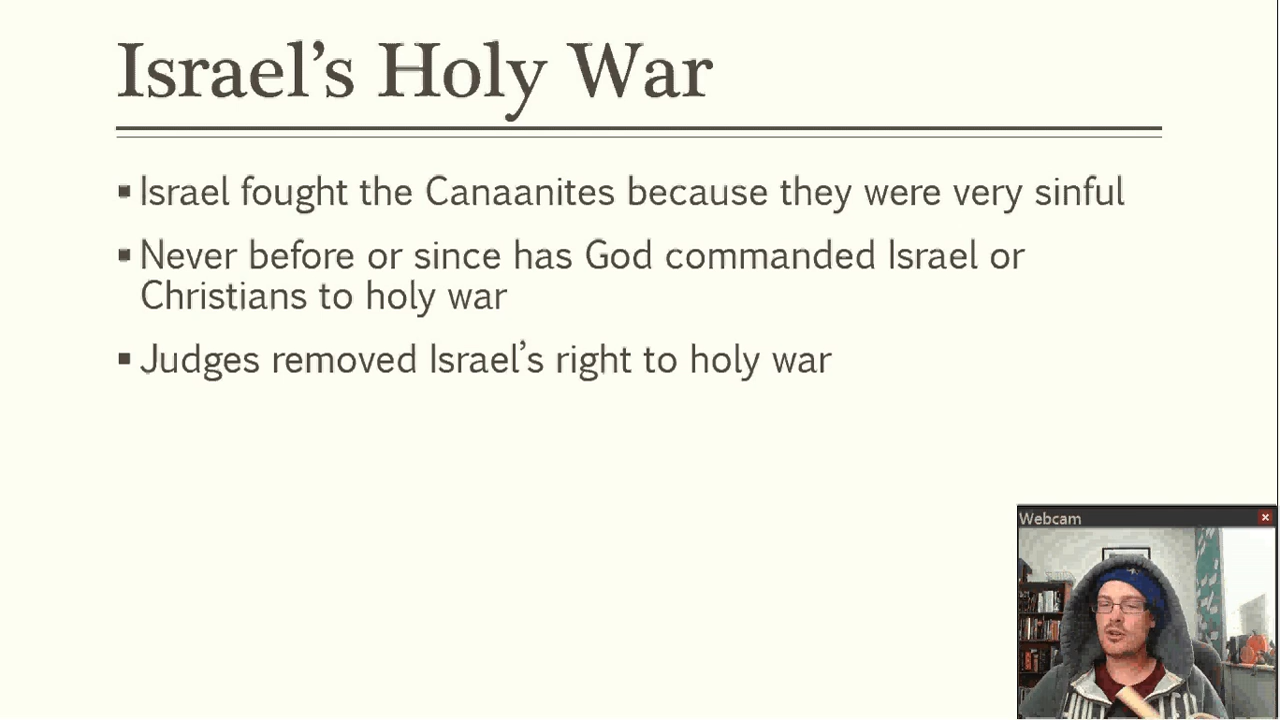 Israel’s Holy War
▪ Israel fought the Canaanites because they were very sinful
▪ Never before or since has God commanded Israel or
Christians to holy war
▪ Judges removed Israel’s right to holy war
Webcam